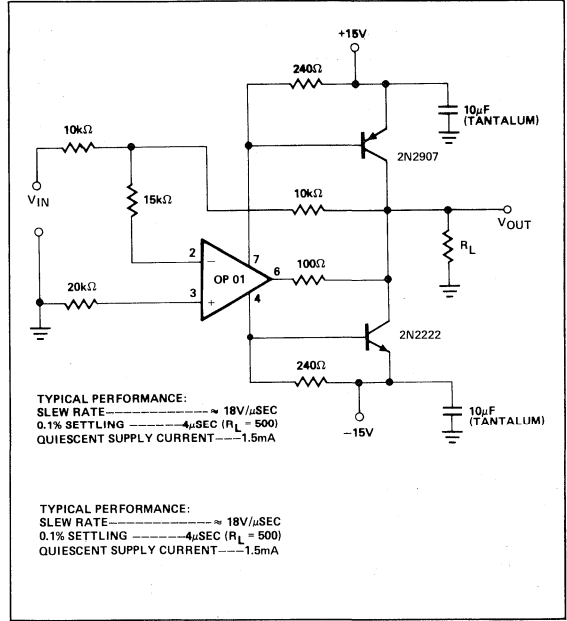 +15V
240Ω
10μF
(TANTALUM)
10kΩ
2N2907
10kΩ
VIN
15kΩ
VOUT
2
7
RL
OP 01
6
100Ω
3
4
20kΩ
2N2222
240Ω
TYPICAL PERFORMANCE:
SLEW RATE------------- ≈ 18V/μSEC
0.1% SETTLING -------4μSEC (RL = 500)
QUIESCENT SUPPLY CURRENT---1.5mA
-15V
10μF
(TANTALUM)
TYPICAL PERFORMANCE:
SLEW RATE------------- ≈ 18V/μSEC
0.1% SETTLING -------4μSEC (RL = 500)
QUIESCENT SUPPLY CURRENT---1.5mA